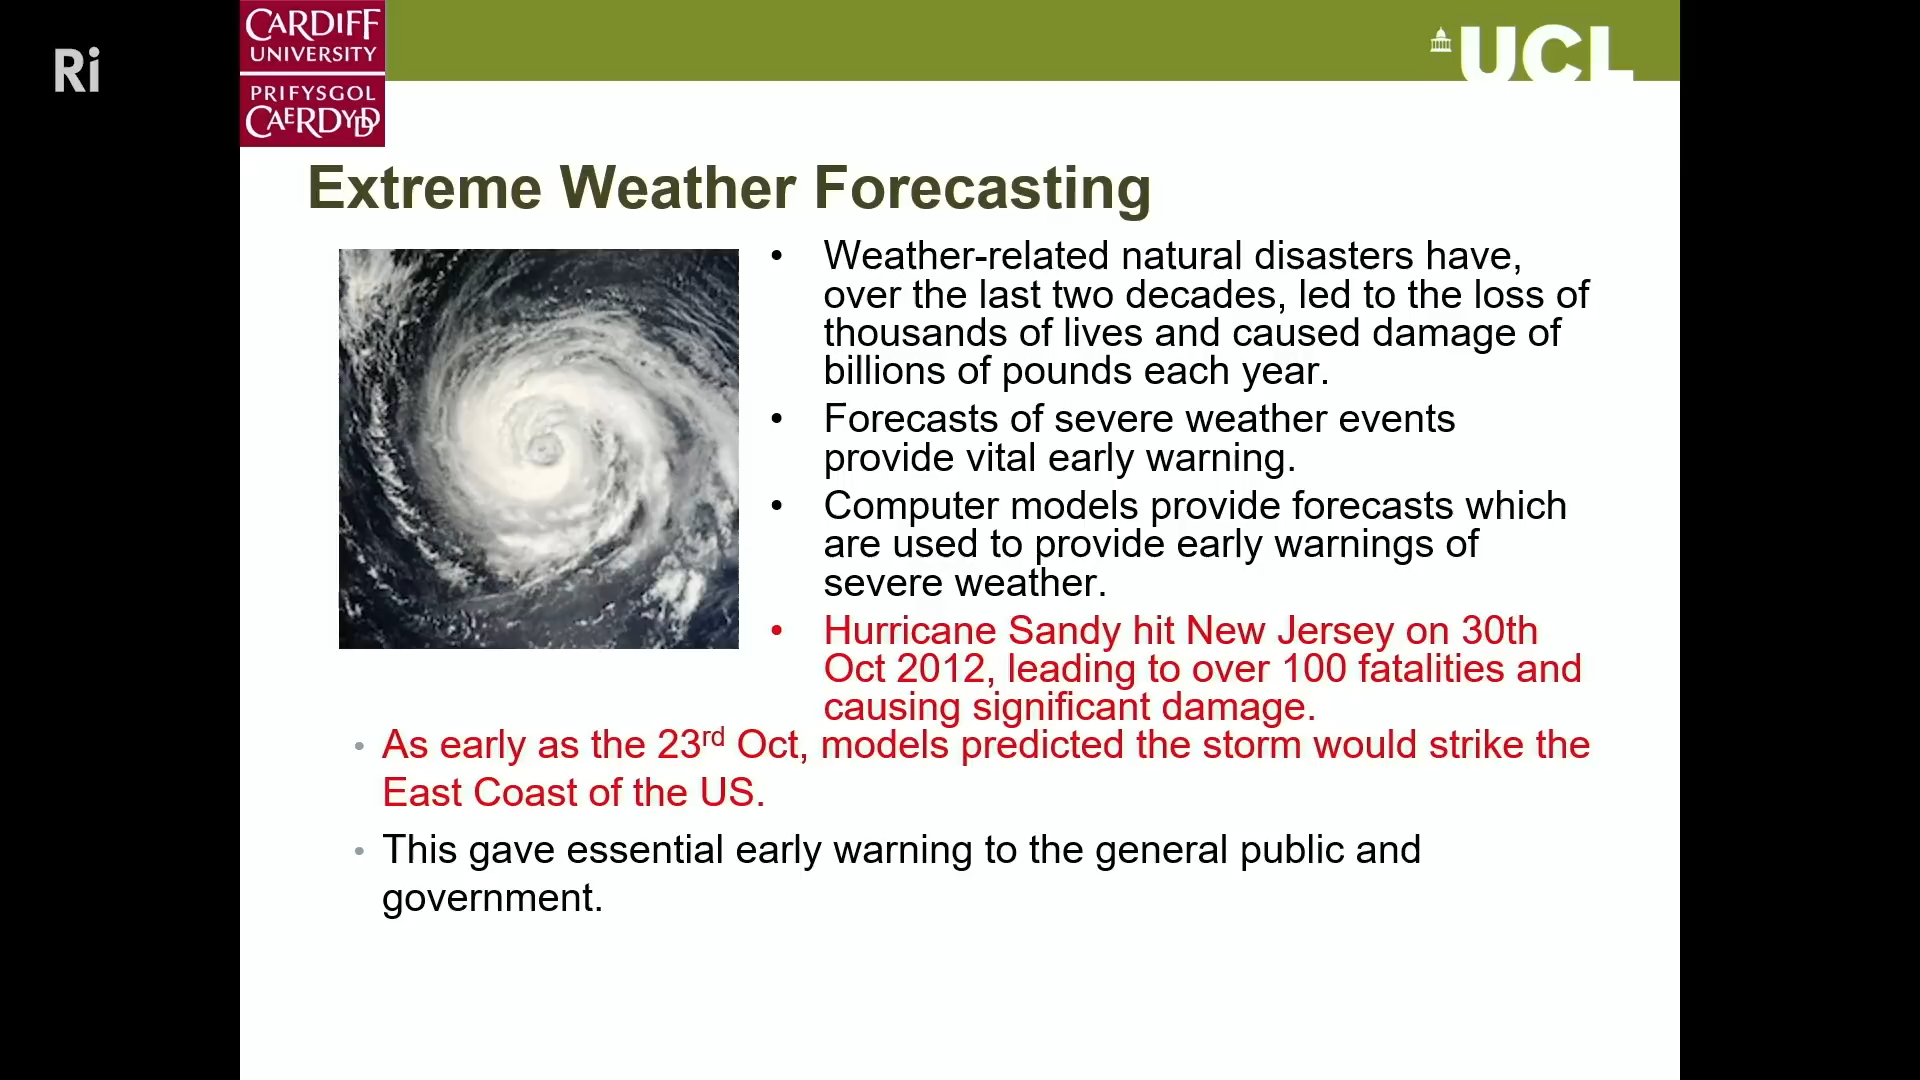 Ri
CARDIFF
UNIVERSITY
PRIFYSGOL
CAERDYDD
UCL
Extreme Weather Forecasting
• Weather-related natural disasters have,
over the last two decades, led to the loss of
thousands of lives and caused damage of
billions of pounds each year.
• Forecasts of severe weather events
provide vital early warning.
• Computer models provide forecasts which
are used to provide early warnings of
severe weather.
• Hurricane Sandy hit New Jersey on 30th
Oct 2012, leading to over 100 fatalities and
causing significant damage.
• As early as the 23rd Oct, models predicted the storm would strike the
East Coast of the US.
• This gave essential early warning to the general public and
government.